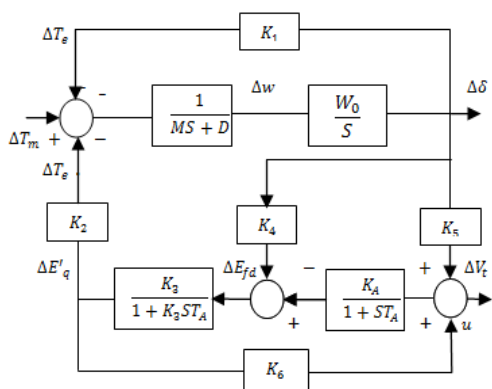 ΔT_e
K_1
-
-
1
MS + D
Δw
W_0
S
Δδ
ΔT_m +
-
ΔT_e
K_2
K_4
K_5
ΔE'_q
K_3
1 + K_3ST_A
ΔE_fd
-
+
K_A
1 + ST_A
+
+
ΔV_t
u
K_6